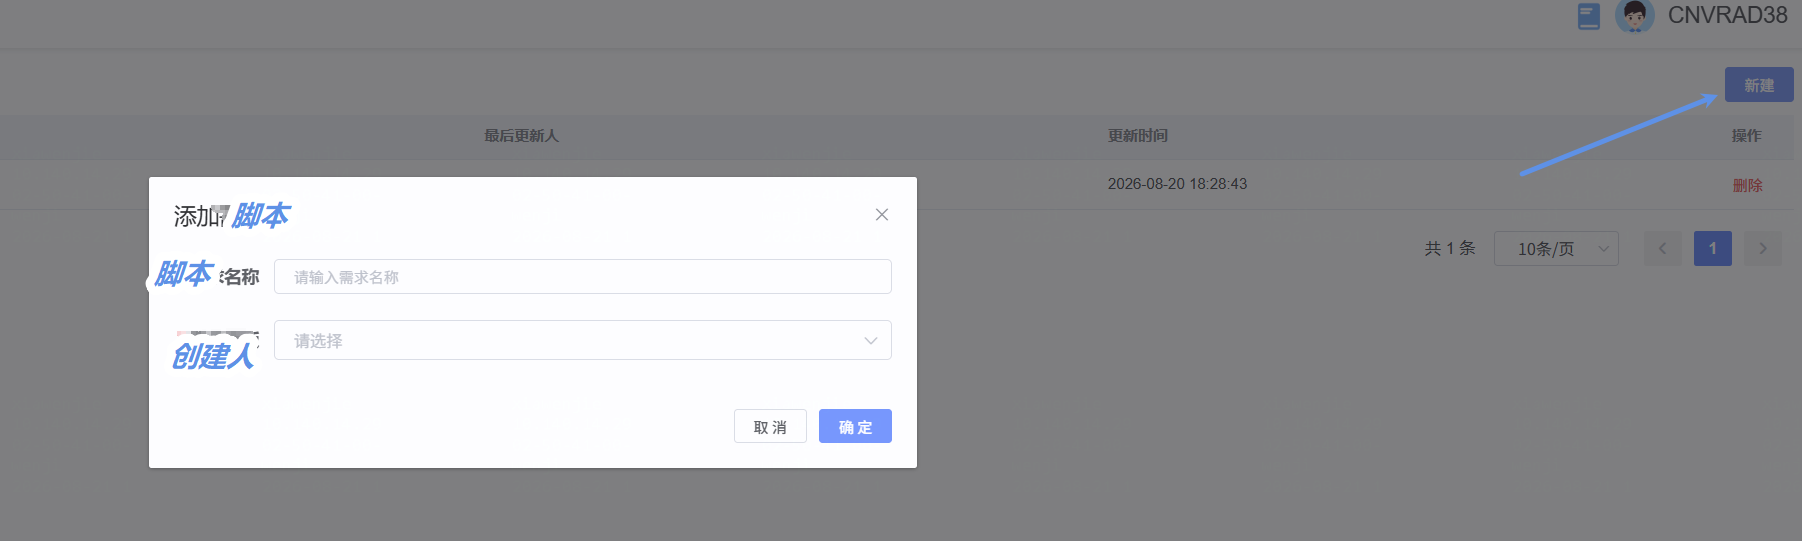 CNVRAD38
新建
最后更新人 更新时间 操作
2026-08-20 18:28:43 删除
共 1 条 10条/页 1
添加 脚本
脚本 名称 请输入需求名称
创建人 请选择
取消 确定